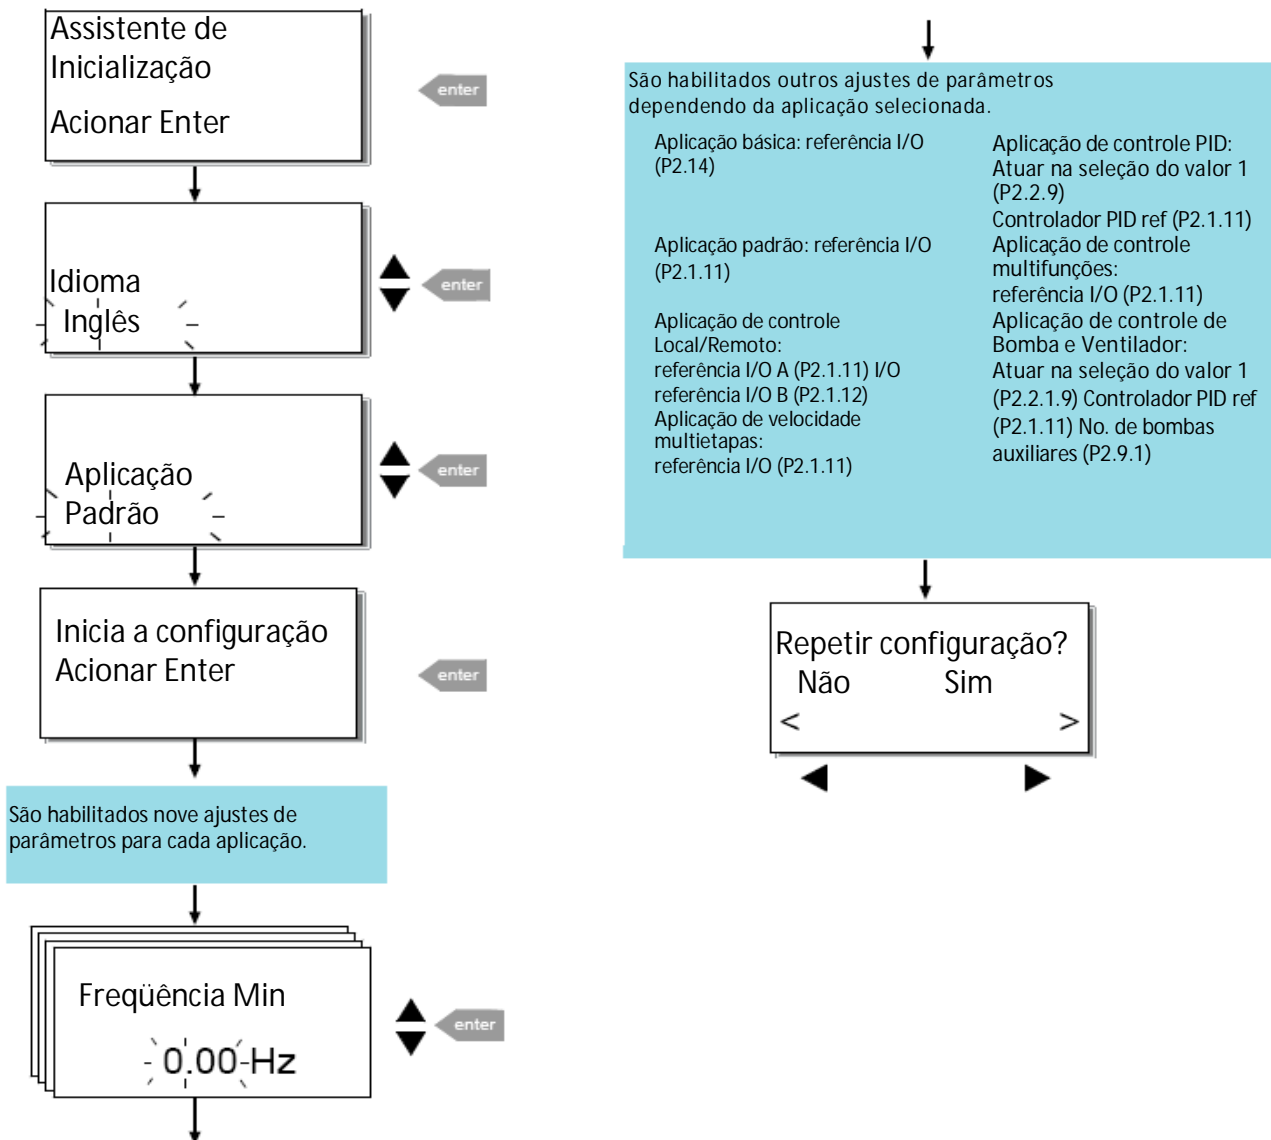 Assistente de
Inicialização
Acionar Enter
enter
Idioma
Inglês
enter
Aplicação
Padrão
enter
Inicia a configuração
Acionar Enter
enter
São habilitados nove ajustes de
parâmetros para cada aplicação.
Freqüência Min
0.00 Hz
enter
São habilitados outros ajustes de parâmetros
dependendo da aplicação selecionada.
Aplicação básica: referência I/O
(P2.14)
Aplicação padrão: referência I/O
(P2.1.11)
Aplicação de controle
Local/Remoto:
referência I/O A (P2.1.11) I/O
referência I/O B (P2.1.12)
Aplicação de velocidade
multietapas:
referência I/O (P2.1.11)
Aplicação de controle PID:
Atuar na seleção do valor 1
(P2.2.9)
Controlador PID ref (P2.1.11)
Aplicação de controle
multifunções:
referência I/O (P2.1.11)
Aplicação de controle de
Bomba e Ventilador:
Atuar na seleção do valor 1
(P2.2.1.9) Controlador PID ref
(P2.1.11) No. de bombas
auxiliares (P2.9.1)
Repetir configuração?
Não Sim
< >